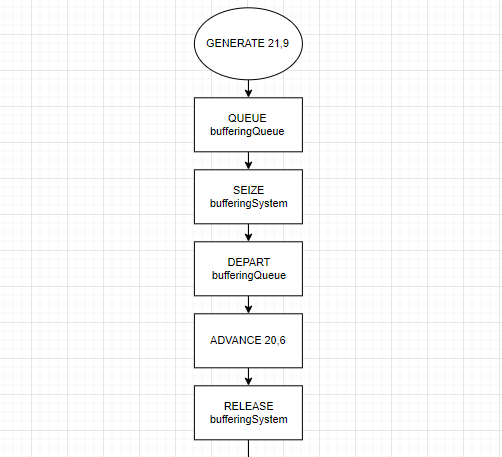 GENERATE 21,9
QUEUE
bufferingQueue
SEIZE
bufferingSystem
DEPART
bufferingQueue
ADVANCE 20,6
RELEASE
bufferingSystem